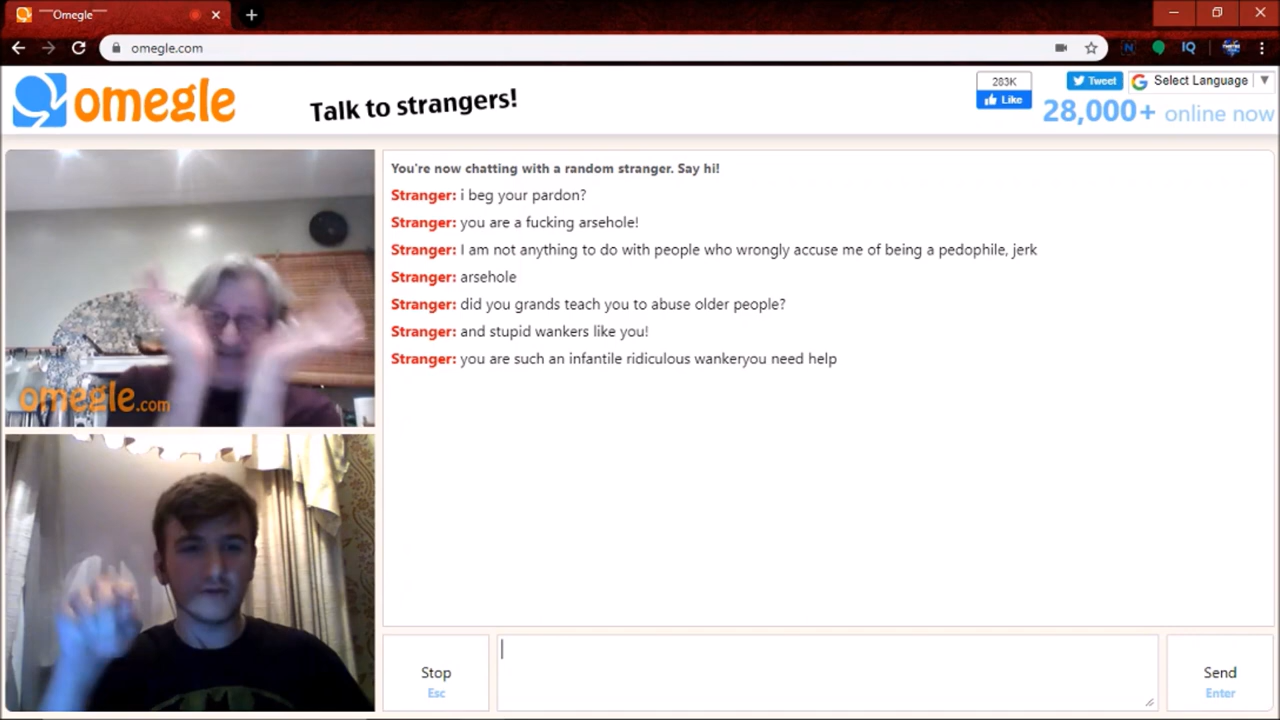 Omegle
omegle.com
omegle
Talk to strangers!
283K
Like
Tweet
Select Language
28,000+ online now
You're now chatting with a random stranger. Say hi!
Stranger: i beg your pardon?
Stranger: you are a fucking arsehole!
Stranger: I am not anything to do with people who wrongly accuse me of being a pedophile, jerk
Stranger: arsehole
Stranger: did you grands teach you to abuse older people?
Stranger: and stupid wankers like you!
Stranger: you are such an infantile ridiculous wankeryou need help
omegle.com
Stop
Esc
Send
Enter